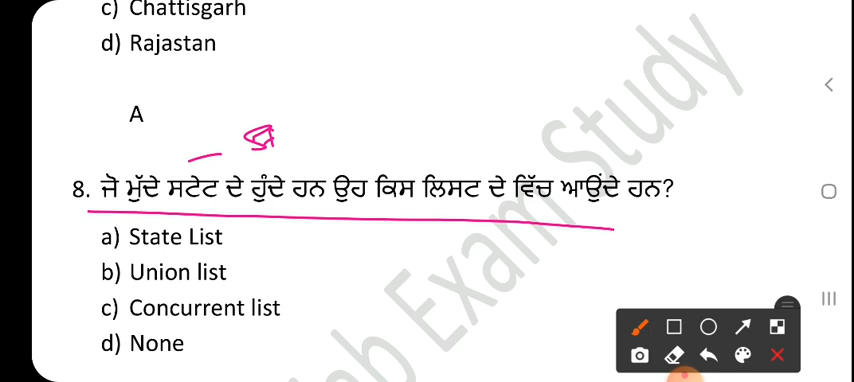 c) Chattisgarh
d) Rajastan
A
8. ਜੋ ਮੁੱਦੇ ਸਟੇਟ ਦੇ ਹੁੰਦੇ ਹਨ ਉਹ ਕਿਸ ਲਿਸਟ ਦੇ ਵਿੱਚ ਆਉਂਦੇ ਹਨ?
a) State List
b) Union list
c) Concurrent list
d) None
Exam Study